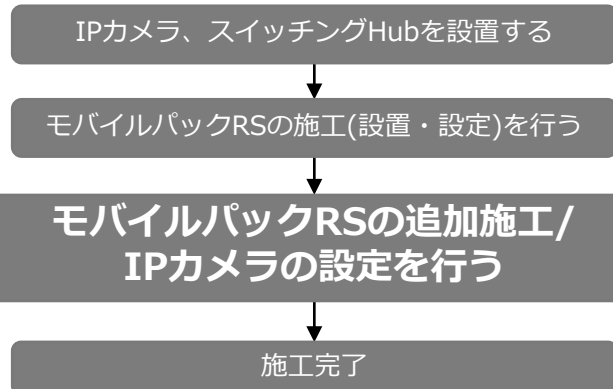 IPカメラ、スイッチングHubを設置する
モバイルパックRSの施工(設置・設定)を行う
モバイルパックRSの追加施工/
IPカメラの設定を行う
施工完了